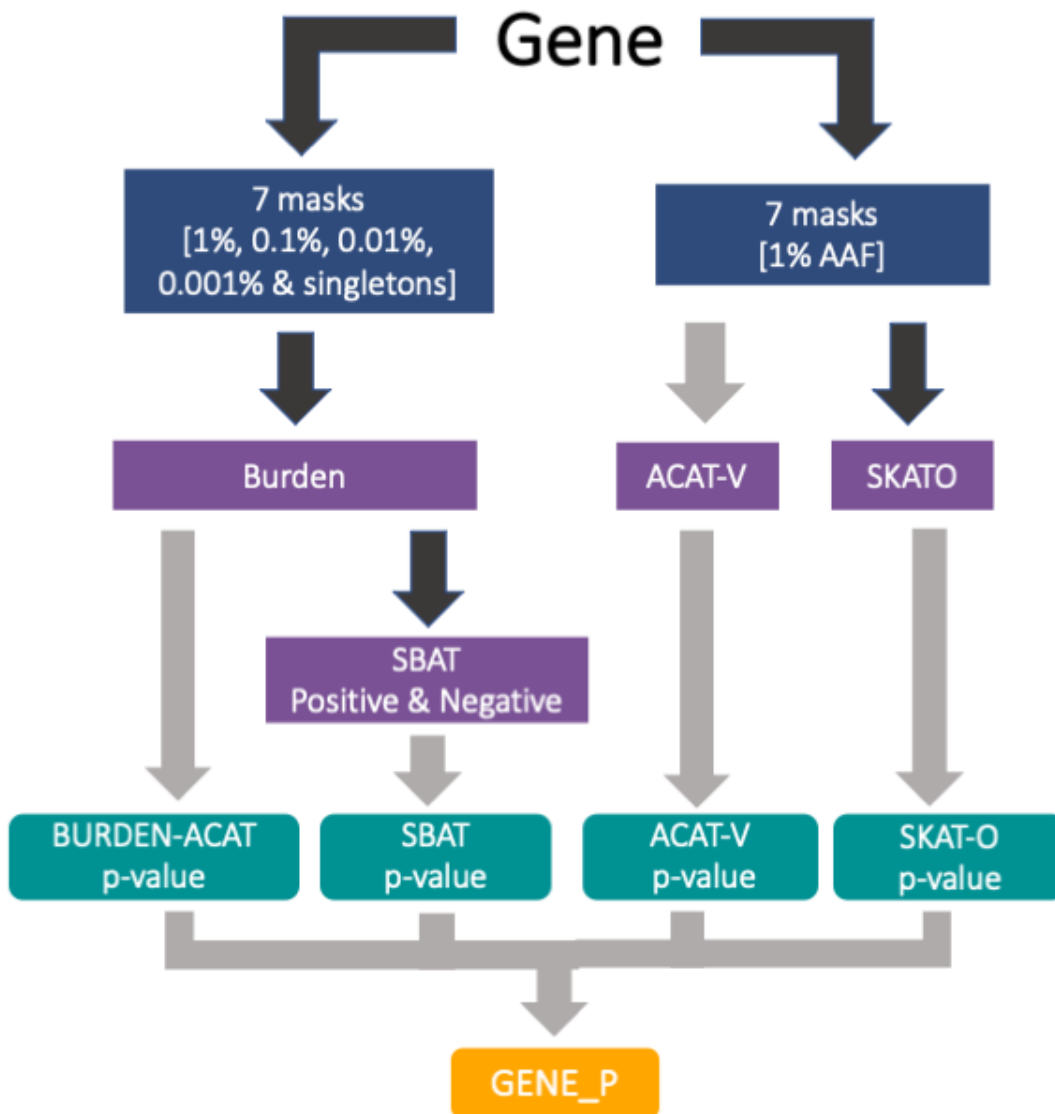 Gene
7 masks
[1%, 0.1%, 0.01%,
0.001% & singletons]
7 masks
[1% AAF]
Burden
ACAT-V
SKATO
SBAT
Positive & Negative
BURDEN-ACAT
p-value
SBAT
p-value
ACAT-V
p-value
SKAT-O
p-value
GENE_P